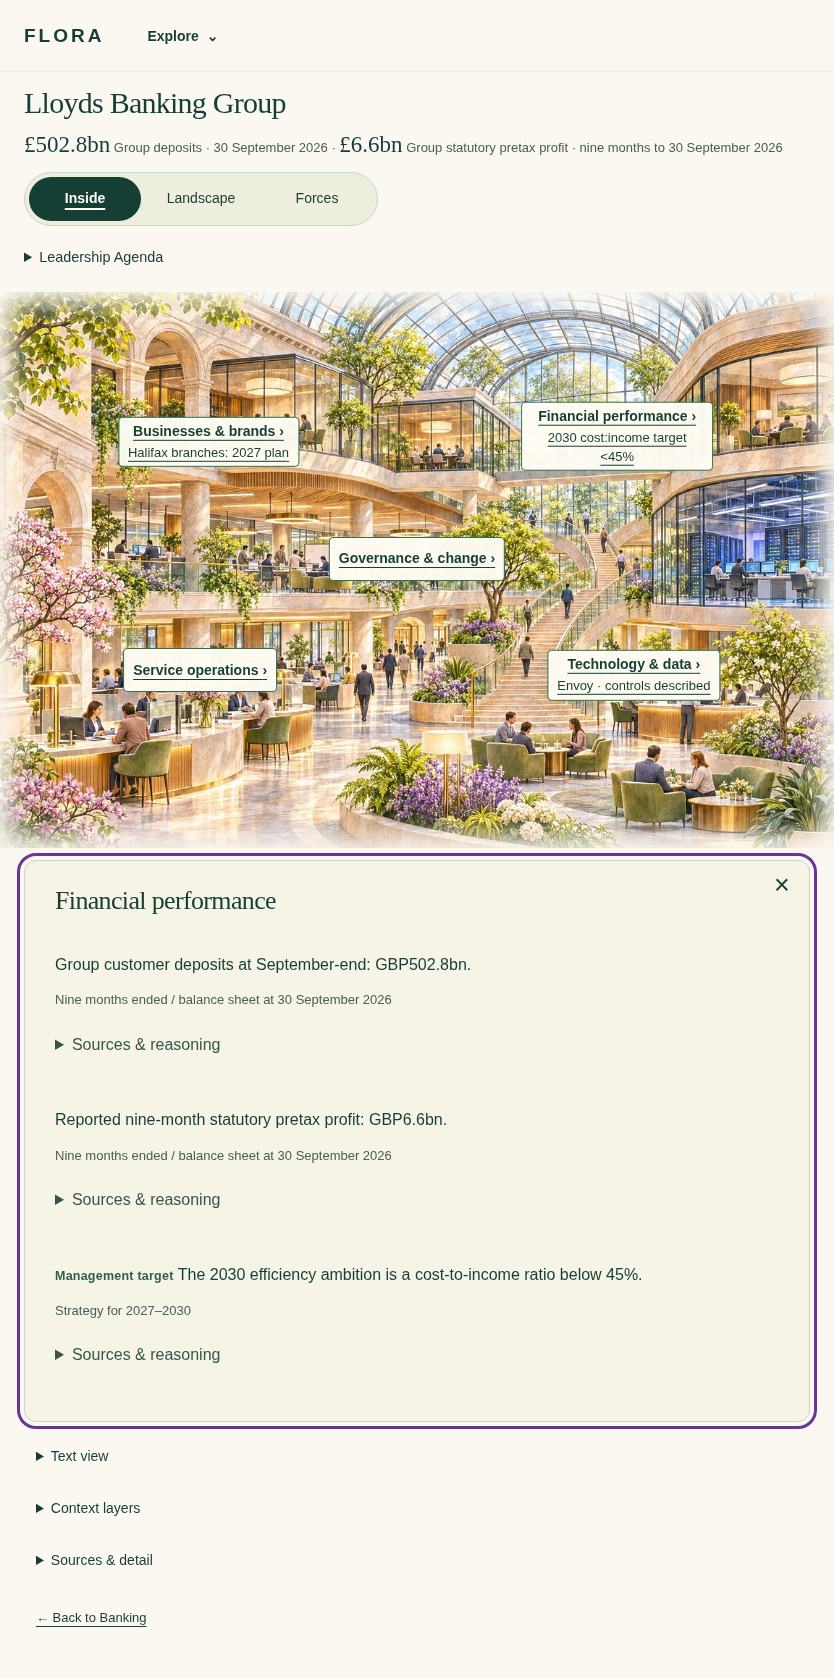 FLORA
Explore ⌄
Lloyds Banking Group
£502.8bn Group deposits · 30 September 2026 · £6.6bn Group statutory pretax profit · nine months to 30 September 2026
Inside
Landscape
Forces
▶ Leadership Agenda
Businesses & brands ›
Halifax branches: 2027 plan
Financial performance ›
2030 cost:income target
<45%
Governance & change ›
Service operations ›
Technology & data ›
Envoy · controls described
✕
Financial performance
Group customer deposits at September-end: GBP502.8bn.
Nine months ended / balance sheet at 30 September 2026
▶ Sources & reasoning
Reported nine-month statutory pretax profit: GBP6.6bn.
Nine months ended / balance sheet at 30 September 2026
▶ Sources & reasoning
Management target The 2030 efficiency ambition is a cost-to-income ratio below 45%.
Strategy for 2027–2030
▶ Sources & reasoning
▶ Text view
▶ Context layers
▶ Sources & detail
← Back to Banking